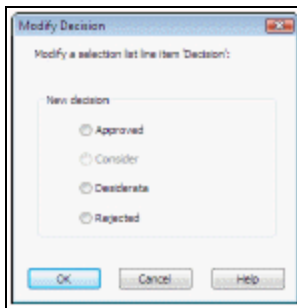 Modify Decision
Modify a selection list line item 'Decision':
New decision
Approved
Consider
Desiderata
Rejected
OK
Cancel
Help